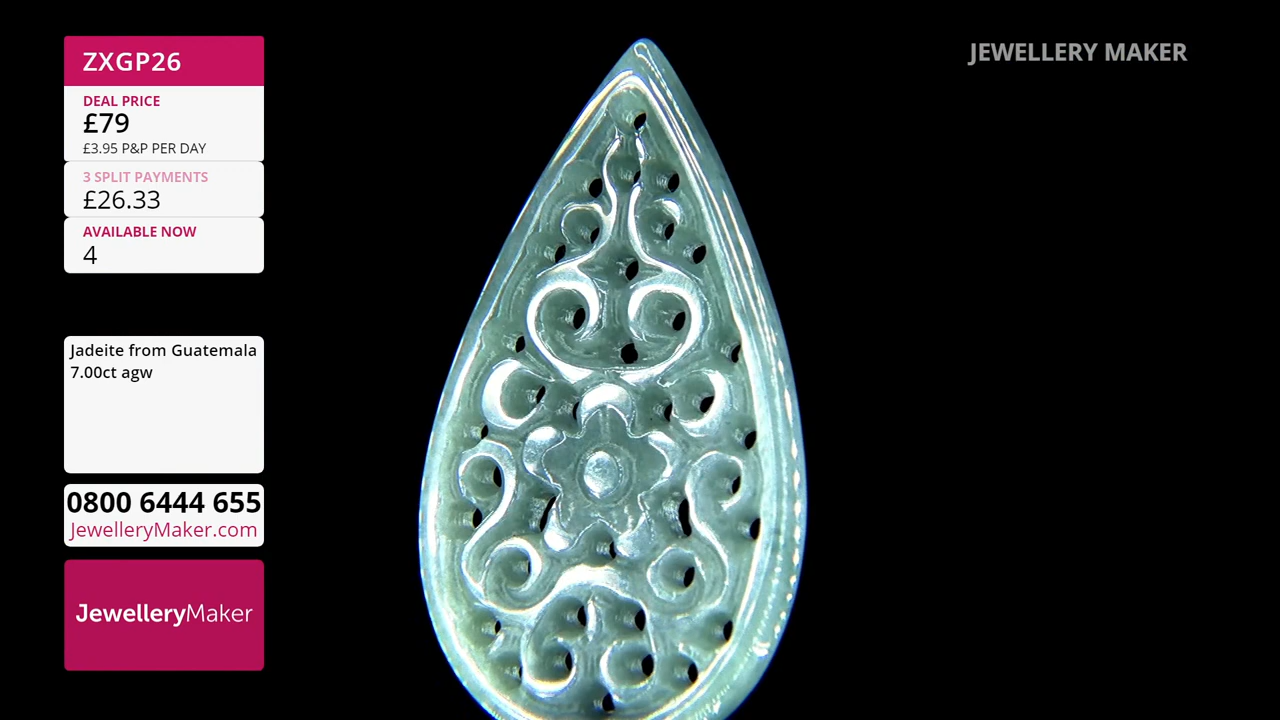 ZXGP26
DEAL PRICE
£79
£3.95 P&P PER DAY
3 SPLIT PAYMENTS
£26.33
AVAILABLE NOW
4
Jadeite from Guatemala
7.00ct agw
0800 6444 655
JewelleryMaker.com
JewelleryMaker
JEWELLERY MAKER